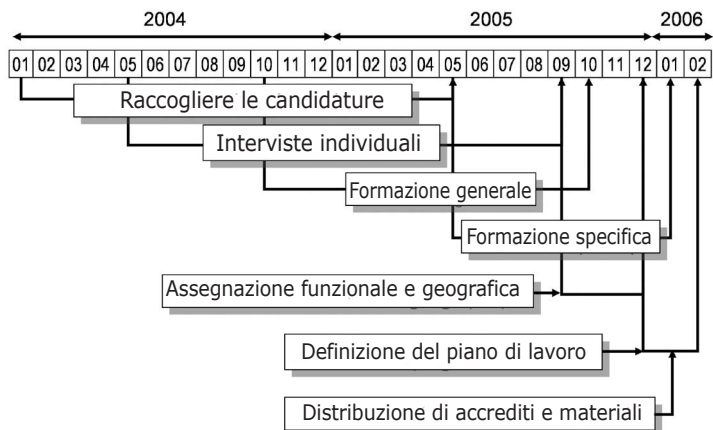 2004 2005 2006
01 02 03 04 05 06 07 08 09 10 11 12 01 02 03 04 05 06 07 08 09 10 11 12 01 02
Raccogliere le candidature
Interviste individuali
Formazione generale
Formazione specifica
Assegnazione funzionale e geografica
Definizione del piano di lavoro
Distribuzione di accrediti e materiali